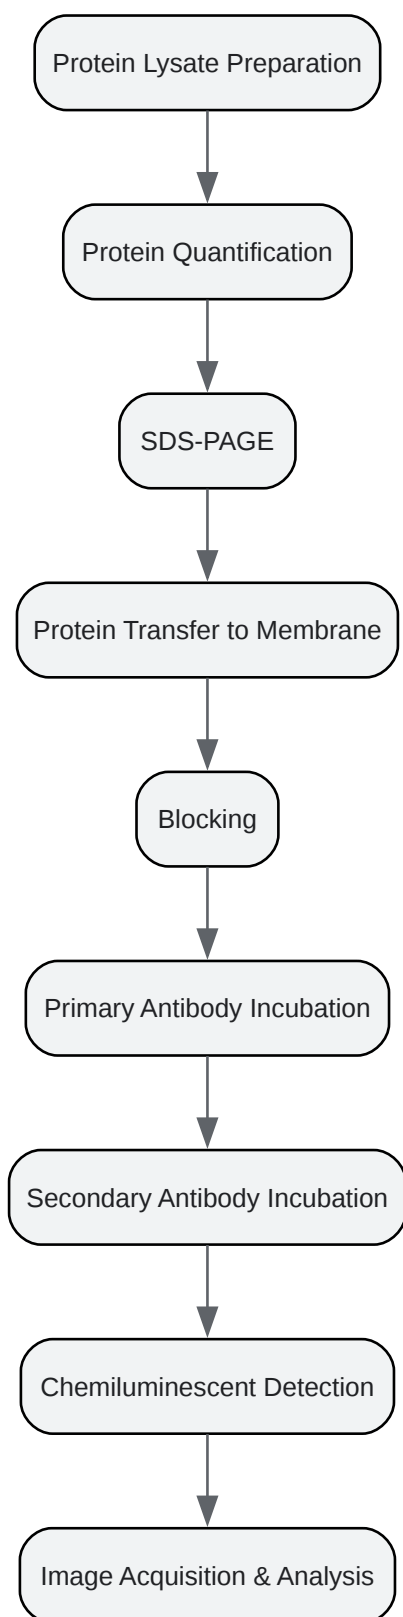 Protein Lysate Preparation
Protein Quantification
SDS-PAGE
Protein Transfer to Membrane
Blocking
Primary Antibody Incubation
Secondary Antibody Incubation
Chemiluminescent Detection
Image Acquisition & Analysis